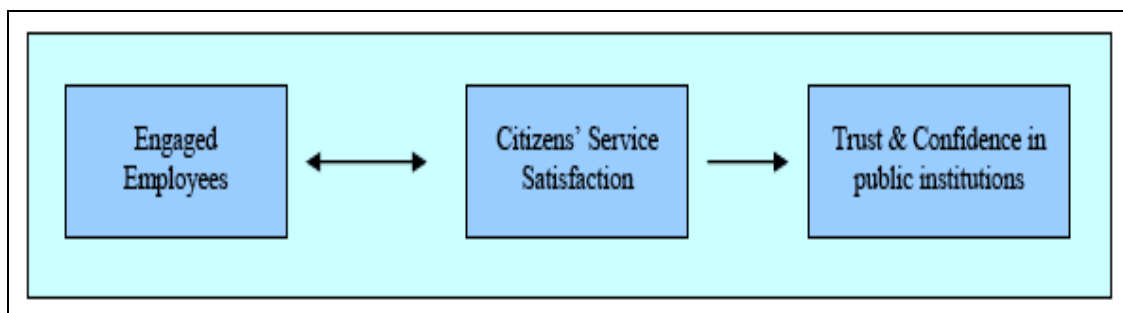 Engaged
Employees
Citizens’ Service
Satisfaction
Trust & Confidence in
public institutions